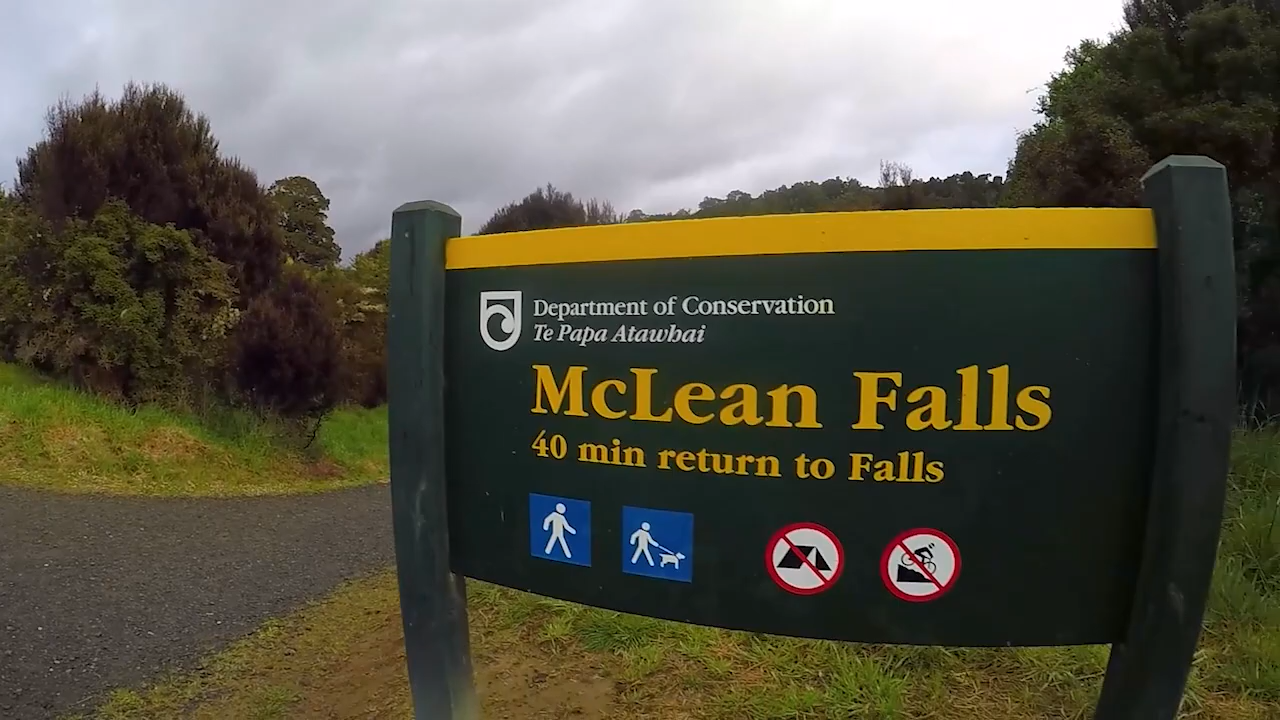 Department of Conservation
Te Papa Atawhai
McLean Falls
40 min return to Falls